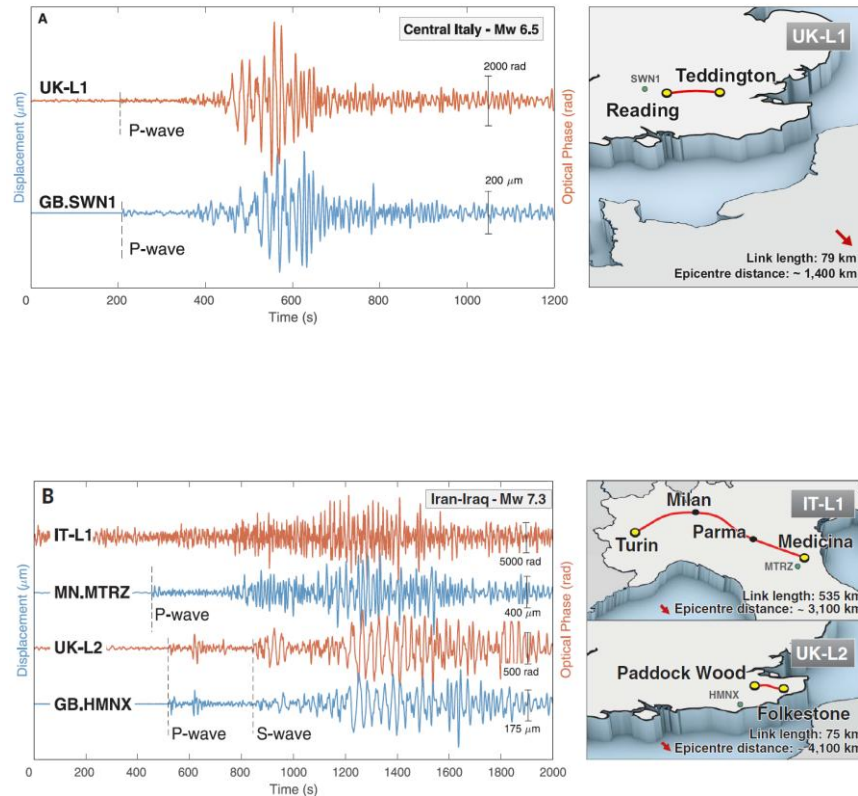 A
Central Italy - Mw 6.5
UK-L1
2000 rad
P-wave
GB.SWN1
200 μm
P-wave
Displacement (μm)
Optical Phase (rad)
0 200 400 600 800 1000 1200
Time (s)
UK-L1
SWN1
Teddington
Reading
Link length: 79 km
Epicentre distance: ~ 1,400 km
B
Iran-Iraq - Mw 7.3
IT-L1
5000 rad
MN.MTRZ
P-wave
400 μm
UK-L2
500 rad
GB.HMNX
175 μm
P-wave
S-wave
Displacement (μm)
Optical Phase (rad)
0 200 400 600 800 1000 1200 1400 1600 1800 2000
Time (s)
IT-L1
Milan
Turin
Parma
Medicina
MTRZ
Link length: 535 km
Epicentre distance: ~ 3,100 km
UK-L2
Paddock Wood
HMNX
Folkestone
Link length: 75 km
Epicentre distance: ~ 4,100 km